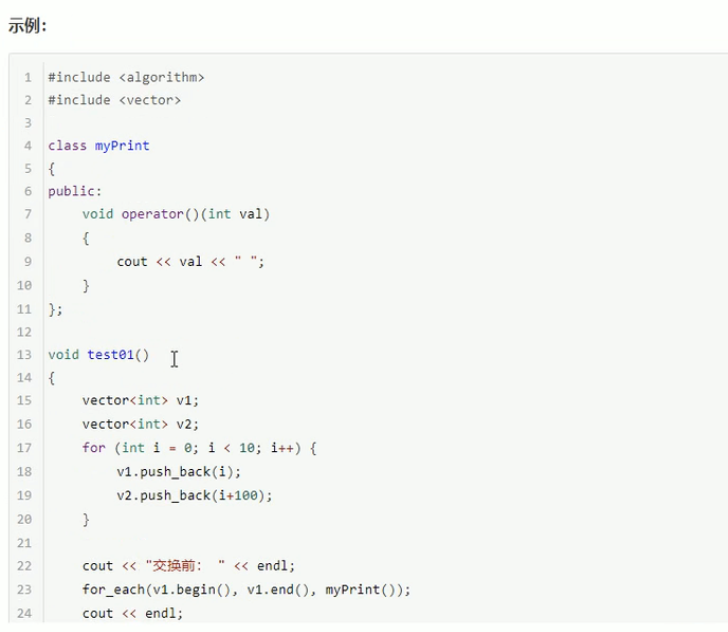 示例：
1 #include <algorithm>
2 #include <vector>
3
4 class myPrint
5 {
6 public:
7     void operator()(int val)
8     {
9         cout << val << " ";
10     }
11 };
12
13 void test01()
14 {
15     vector<int> v1;
16     vector<int> v2;
17     for (int i = 0; i < 10; i++) {
18         v1.push_back(i);
19         v2.push_back(i+100);
20     }
21
22     cout << "交换前： " << endl;
23     for_each(v1.begin(), v1.end(), myPrint());
24     cout << endl;